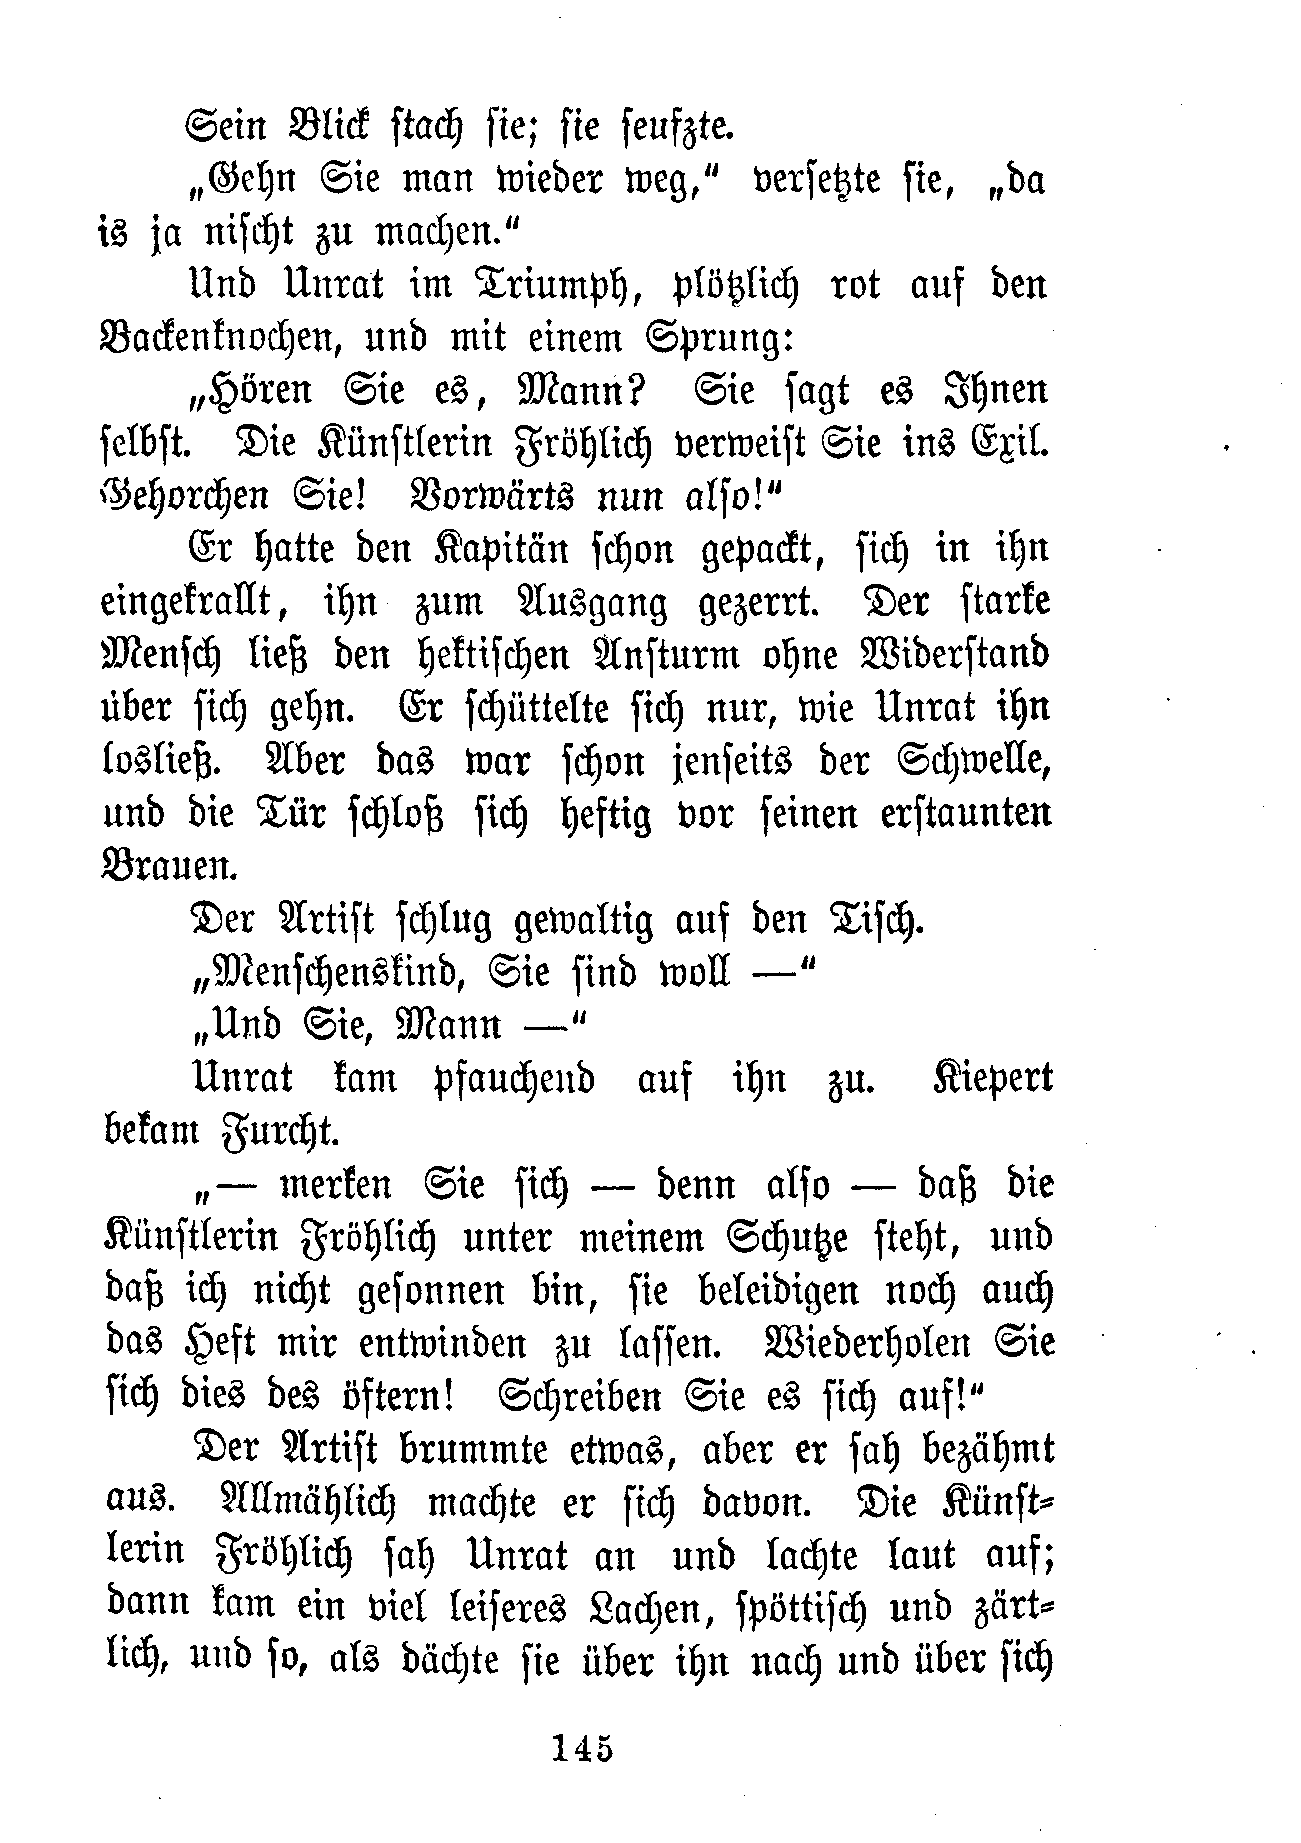 Sein Blick stach sie; sie seufzte.
„Gehn Sie man wieder weg,“ versetzte sie, „da
is ja nischt zu machen.“
Und Unrat im Triumph, plötzlich rot auf den
Backenknochen, und mit einem Sprung:
„Hören Sie es, Mann? Sie sagt es Ihnen
selbst. Die Künstlerin Fröhlich verweist Sie ins Exil.
Gehorchen Sie! Vorwärts nun also!“
Er hatte den Kapitän schon gepackt, sich in ihn
eingekrallt, ihn zum Ausgang gezerrt. Der starke
Mensch ließ den hektischen Ansturm ohne Widerstand
über sich gehn. Er schüttelte sich nur, wie Unrat ihn
losließ. Aber das war schon jenseits der Schwelle,
und die Tür schloß sich heftig vor seinen erstaunten
Brauen.
Der Artist schlug gewaltig auf den Tisch.
„Menschenskind, Sie sind woll —“
„Und Sie, Mann —“
Unrat kam pfauchend auf ihn zu. Kiepert
bekam Furcht.
„— merken Sie sich — denn also — daß die
Künstlerin Fröhlich unter meinem Schutze steht, und
daß ich nicht gesonnen bin, sie beleidigen noch auch
das Heft mir entwinden zu lassen. Wiederholen Sie
sich dies des öftern! Schreiben Sie es sich auf!“
Der Artist brummte etwas, aber er sah bezähmt
aus. Allmählich machte er sich davon. Die Künst-
lerin Fröhlich sah Unrat an und lachte laut auf;
dann kam ein viel leiseres Lachen, spöttisch und zärt-
lich, und so, als dächte sie über ihn nach und über sich
145